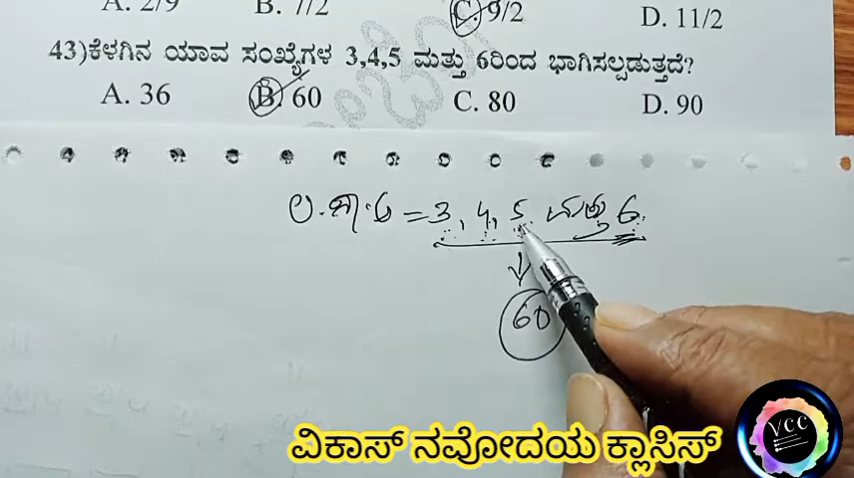 A. 2/9 B. 7/2 C. 9/2 D. 11/2
43)ಕೆಳಗಿನ ಯಾವ ಸಂಖ್ಯೆಗಳ 3,4,5 ಮತ್ತು 6ರಿಂದ ಭಾಗಿಸಲ್ಪಡುತ್ತದೆ?
A. 36 B. 60 C. 80 D. 90
ಲ.ಸಾ.ಅ = 3, 4, 5 ಮತ್ತು 6.
60
ವಿಕಾಸ್ ನವೋದಯ ಕ್ಲಾಸಿಸ್
VCC